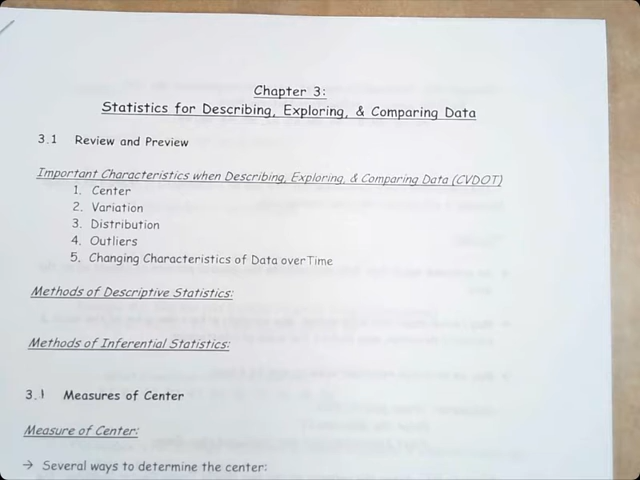 Chapter 3:
Statistics for Describing, Exploring, & Comparing Data
3.1 Review and Preview
Important Characteristics when Describing, Exploring, & Comparing Data (CVDOT)
1. Center
2. Variation
3. Distribution
4. Outliers
5. Changing Characteristics of Data over Time
Methods of Descriptive Statistics:
Methods of Inferential Statistics:
3.1 Measures of Center
Measure of Center:
→ Several ways to determine the center: